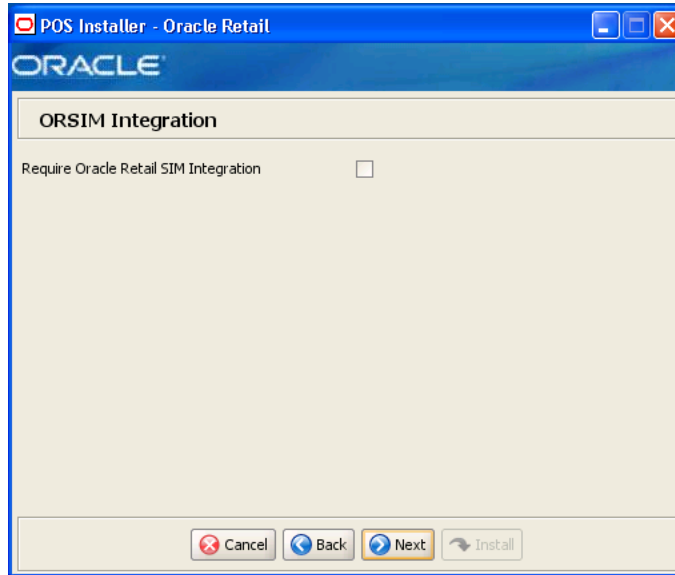 POS Installer - Oracle Retail
ORACLE
ORSIM Integration
Require Oracle Retail SIM Integration
Cancel Back Next Install